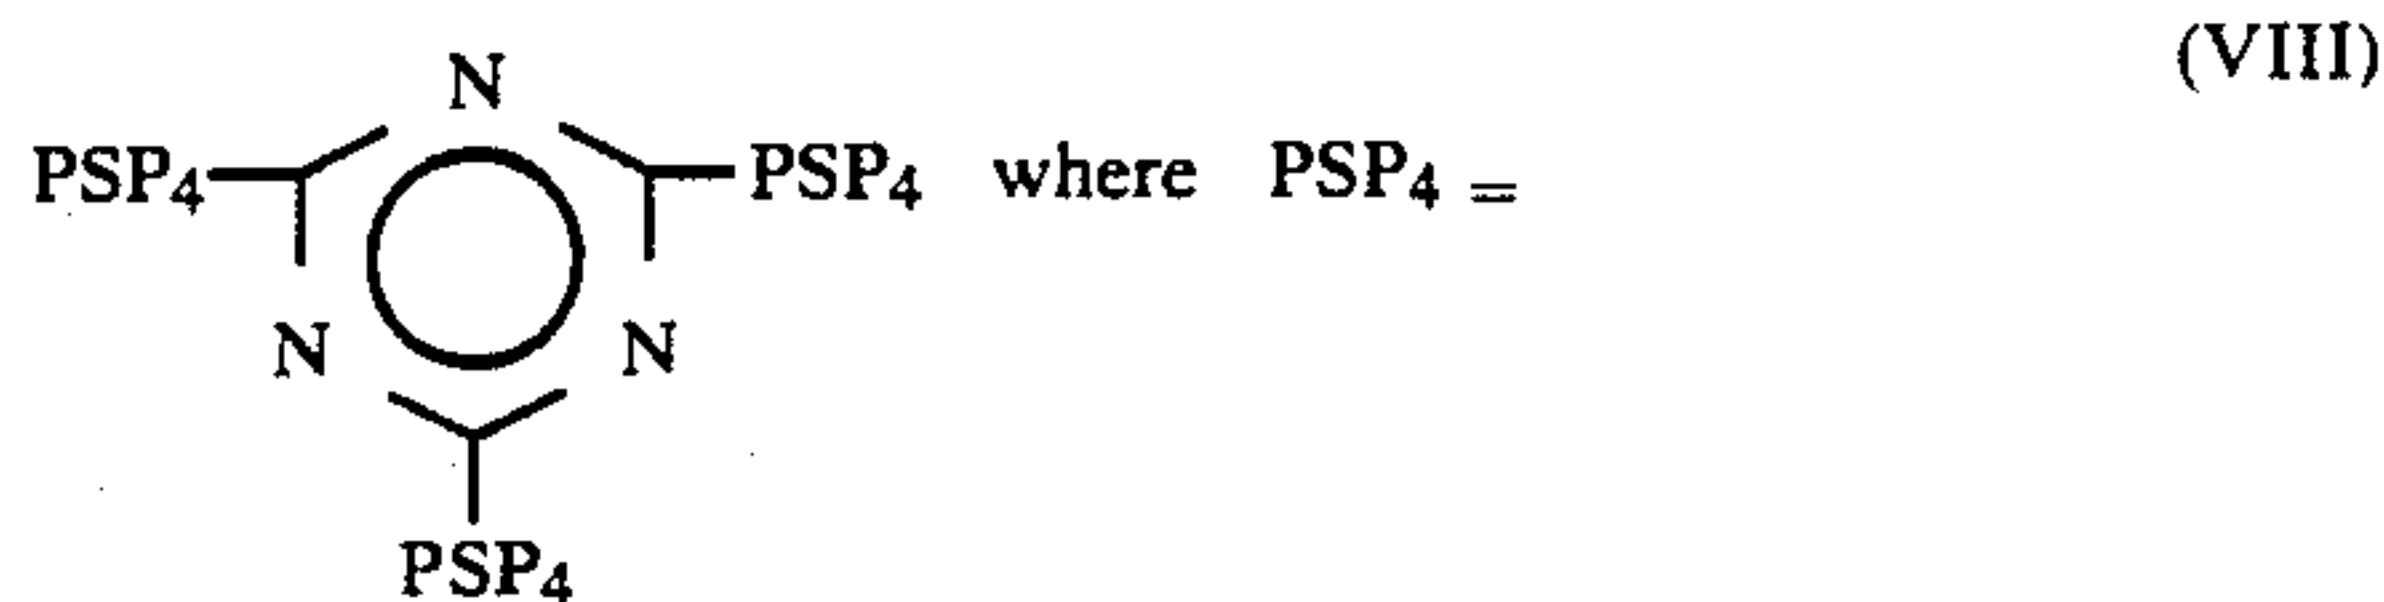 (VIII)
N
PSP4 PSP4 where PSP4 =
N N
PSP4